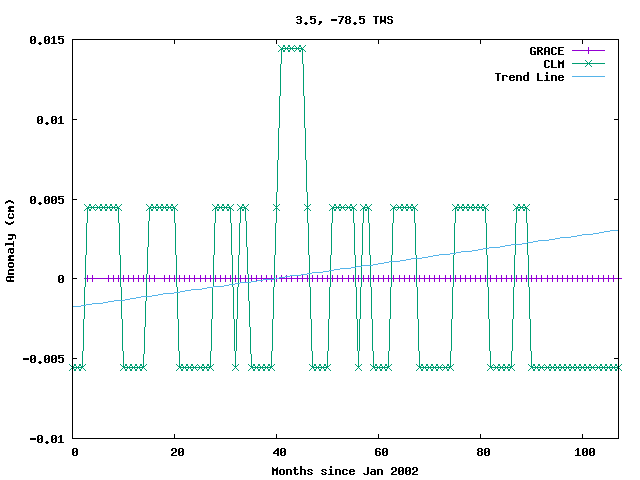 3.5, -78.5 TWS
0.015
0.01
0.005
0
-0.005
-0.01
GRACE
CLM
Trend Line
Anomaly (cm)
0 20 40 60 80 100
Months since Jan 2002